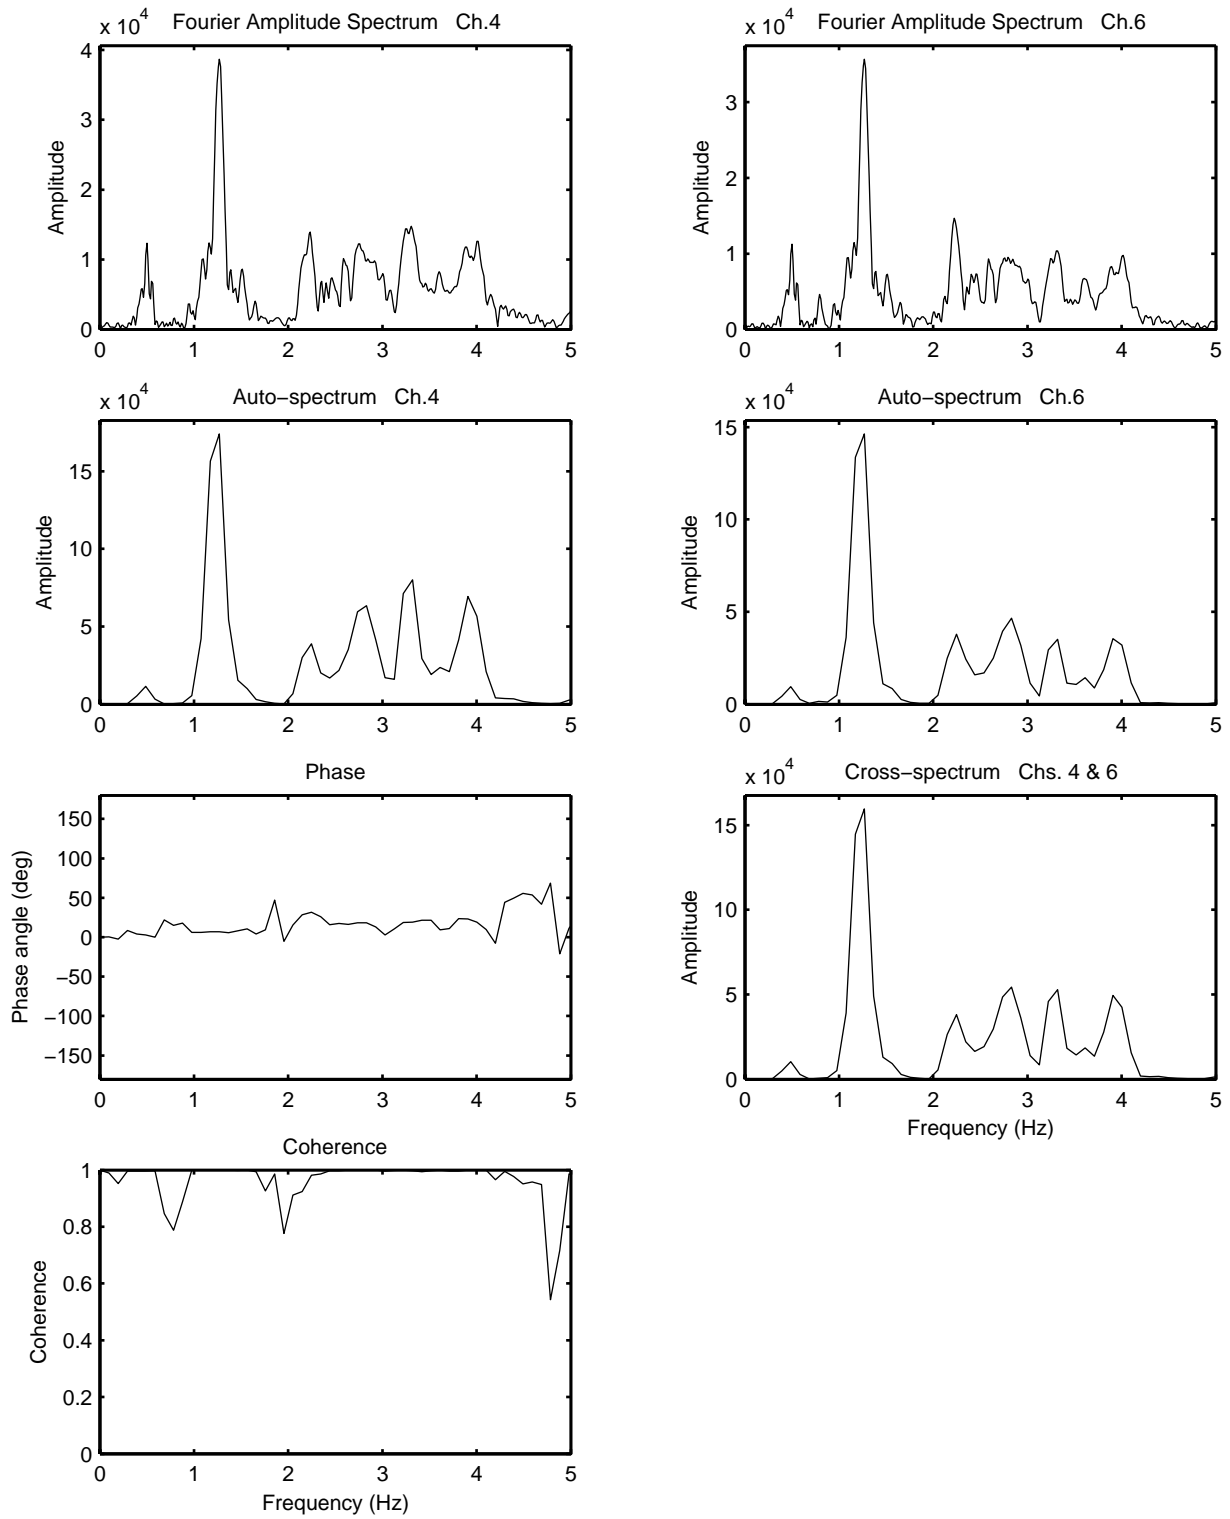 x 10^4 Fourier Amplitude Spectrum Ch.4
4
3
2
1
0
Amplitude
0 1 2 3 4 5
x 10^4 Fourier Amplitude Spectrum Ch.6
3
2
1
0
Amplitude
0 1 2 3 4 5
x 10^4 Auto−spectrum Ch.4
15
10
5
0
Amplitude
0 1 2 3 4 5
x 10^4 Auto−spectrum Ch.6
15
10
5
0
Amplitude
0 1 2 3 4 5
Phase
150
100
50
0
−50
−100
−150
Phase angle (deg)
0 1 2 3 4 5
x 10^4 Cross−spectrum Chs. 4 & 6
15
10
5
0
Amplitude
0 1 2 3 4 5
Frequency (Hz)
Coherence
1
0.8
0.6
0.4
0.2
0
Coherence
0 1 2 3 4 5
Frequency (Hz)